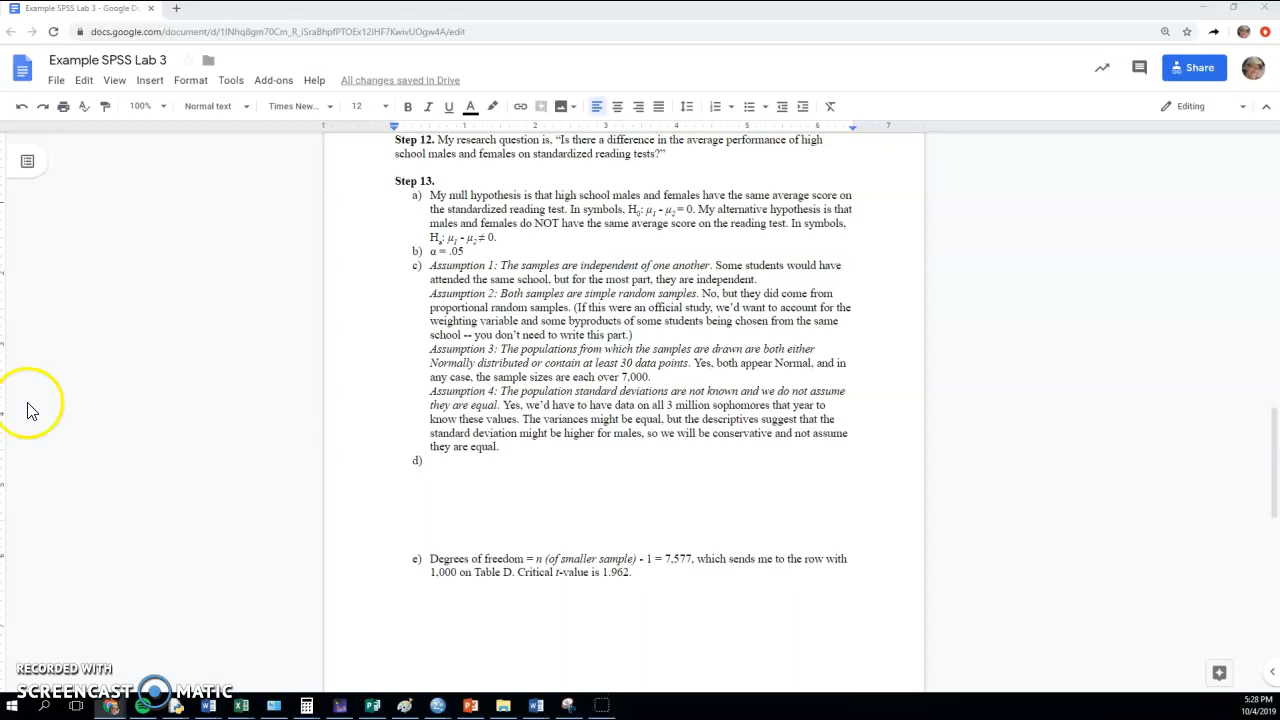 Example SPSS Lab 3 - Google Do
docs.google.com/document/d/1INhq8gm70Cm_R_iSraBhpfPTOEx12IHF7KwivUOgw4A/edit
Example SPSS Lab 3
File Edit View Insert Format Tools Add-ons Help All changes saved in Drive
Share
100% Normal text Times New... 12 Editing
1 1 2 3 4 5 6 7
Step 12. My research question is, “Is there a difference in the average performance of high
school males and females on standardized reading tests?”
Step 13.
a) My null hypothesis is that high school males and females have the same average score on
the standardized reading test. In symbols, H₀: μ₁ - μ₂ = 0. My alternative hypothesis is that
males and females do NOT have the same average score on the reading test. In symbols,
Hₐ: μ₁ - μ₂ ≠ 0.
b) α = .05
c) Assumption 1: The samples are independent of one another. Some students would have
attended the same school, but for the most part, they are independent.
Assumption 2: Both samples are simple random samples. No, but they did come from
proportional random samples. (If this were an official study, we’d want to account for the
weighting variable and some byproducts of some students being chosen from the same
school -- you don’t need to write this part.)
Assumption 3: The populations from which the samples are drawn are both either
Normally distributed or contain at least 30 data points. Yes, both appear Normal, and in
any case, the sample sizes are each over 7,000.
Assumption 4: The population standard deviations are not known and we do not assume
they are equal. Yes, we’d have to have data on all 3 million sophomores that year to
know these values. The variances might be equal, but the descriptives suggest that the
standard deviation might be higher for males, so we will be conservative and not assume
they are equal.
d)
e) Degrees of freedom = n (of smaller sample) - 1 = 7,577, which sends me to the row with
1,000 on Table D. Critical t-value is 1.962.
RECORDED WITH
SCREENCAST MATIC
5:28 PM
10/4/2019